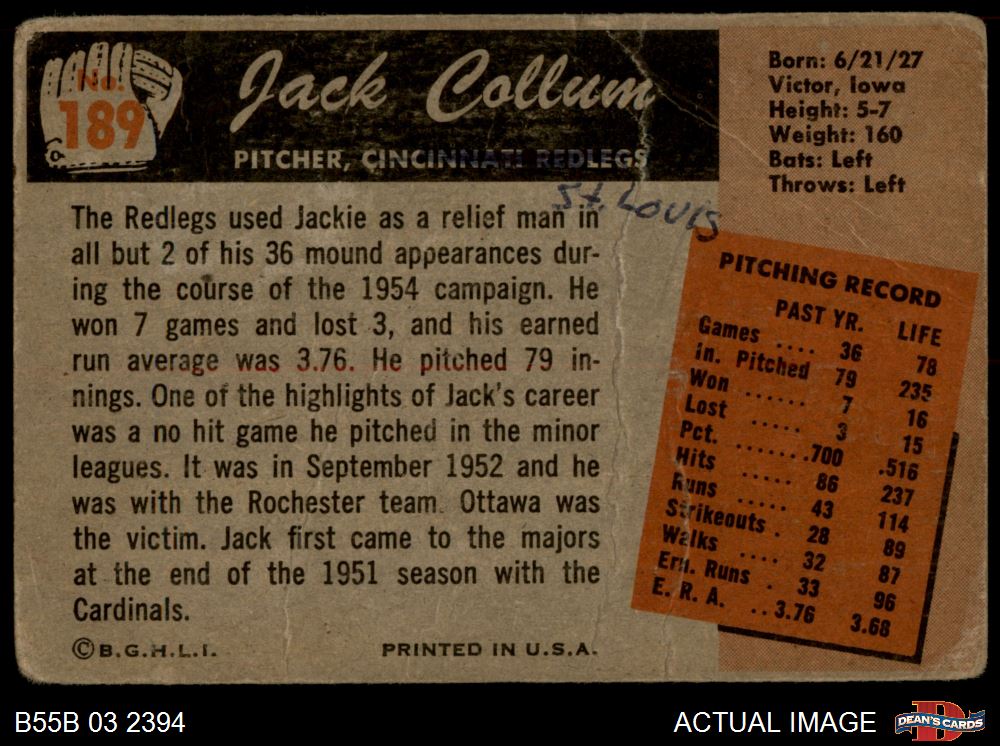 No.
189
Jack Collum
PITCHER, CINCINNATI REDLEGS
St. Louis
Born: 6/21/27
Victor, Iowa
Height: 5-7
Weight: 160
Bats: Left
Throws: Left
The Redlegs used Jackie as a relief man in
all but 2 of his 36 mound appearances dur-
ing the course of the 1954 campaign. He
won 7 games and lost 3, and his earned
run average was 3.76. He pitched 79 in-
nings. One of the highlights of Jack's career
was a no hit game he pitched in the minor
leagues. It was in September 1952 and he
was with the Rochester team. Ottawa was
the victim. Jack first came to the majors
at the end of the 1951 season with the
Cardinals.
©B.G.H.L.I. PRINTED IN U.S.A.
PITCHING RECORD
PAST YR. LIFE
Games .... 36 78
In. Pitched 79 235
Won ...... 7 16
Lost ..... 3 15
Pct. .......700 .516
Hits ..... 86 237
Runs ..... 43 114
Strikeouts . 28 89
Walks .... 32 87
Ern. Runs . 33 96
E. R. A. ..3.76 3.68
B55B 03 2394
ACTUAL IMAGE
D
DEAN'S CARDS